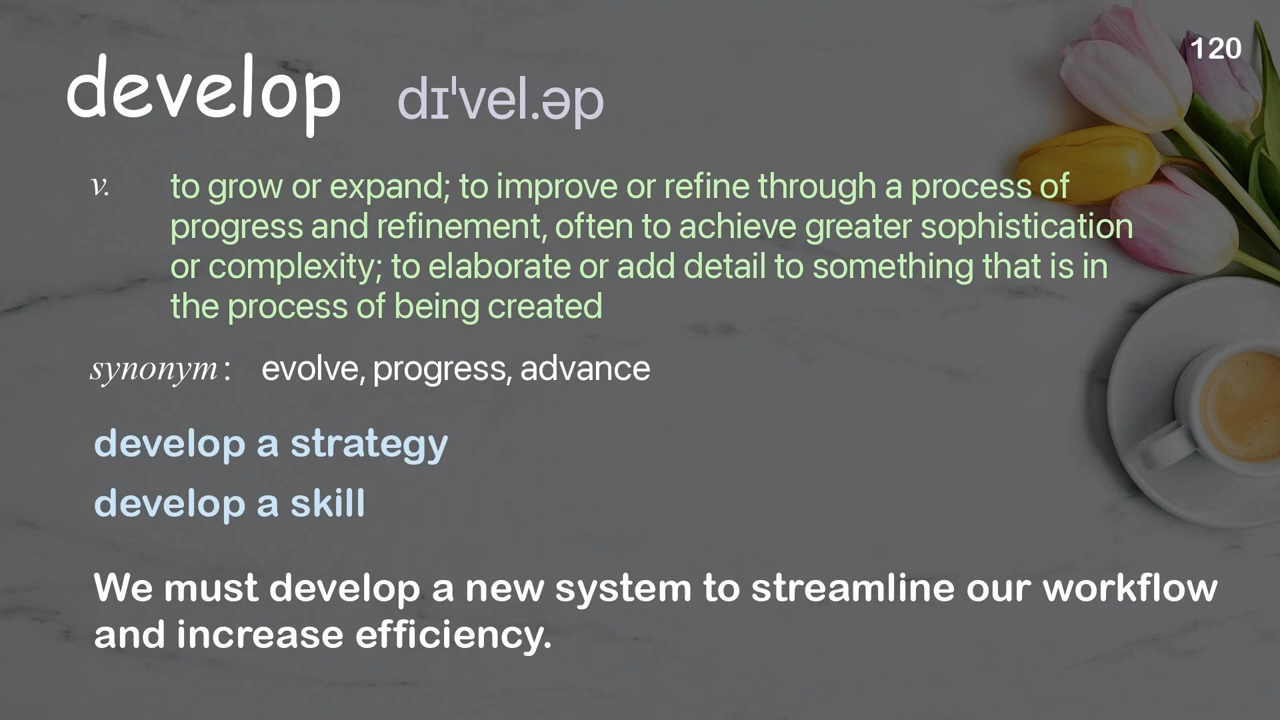 120
develop dɪˈvel.əp
v. to grow or expand; to improve or refine through a process of
progress and refinement, often to achieve greater sophistication
or complexity; to elaborate or add detail to something that is in
the process of being created
synonym : evolve, progress, advance
develop a strategy
develop a skill
We must develop a new system to streamline our workflow
and increase efficiency.